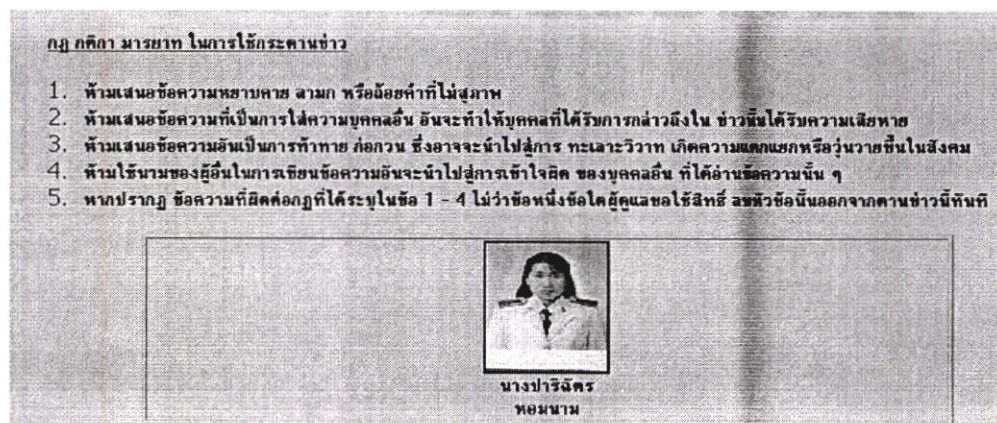 กฎ กติกา มารยาท ในการใช้กระดานข่าว
1. ห้ามเสนอข้อความหยาบคาย ลามก หรือถ้อยคำที่ไม่สุภาพ
2. ห้ามเสนอข้อความที่เป็นการใส่ความบุคคลอื่น อันจะทำให้บุคคลที่ได้รับการกล่าวถึงใน ข่าวนั้นได้รับความเสียหาย
3. ห้ามเสนอข้อความอันเป็นการท้าทาย ก่อกวน ซึ่งอาจจะนำไปสู่การ ทะเลาะวิวาท เกิดความแตกแยกหรือวุ่นวายขึ้นในสังคม
4. ห้ามใช้นามของผู้อื่นในการเขียนข้อความอันจะนำไปสู่การเข้าใจผิด ของบุคคลอื่น ที่ได้อ่านข้อความนั้น ๆ
5. หากปรากฏ ข้อความที่ผิดต่อกฎที่ได้ระบุในข้อ 1 - 4 ไม่ว่าข้อหนึ่งข้อใดผู้ดูแลขอใช้สิทธิ์ ลบหัวข้อนั้นออกจากดานข่าวนี้ทันที
นางปาริฉัตร
หอมนาม